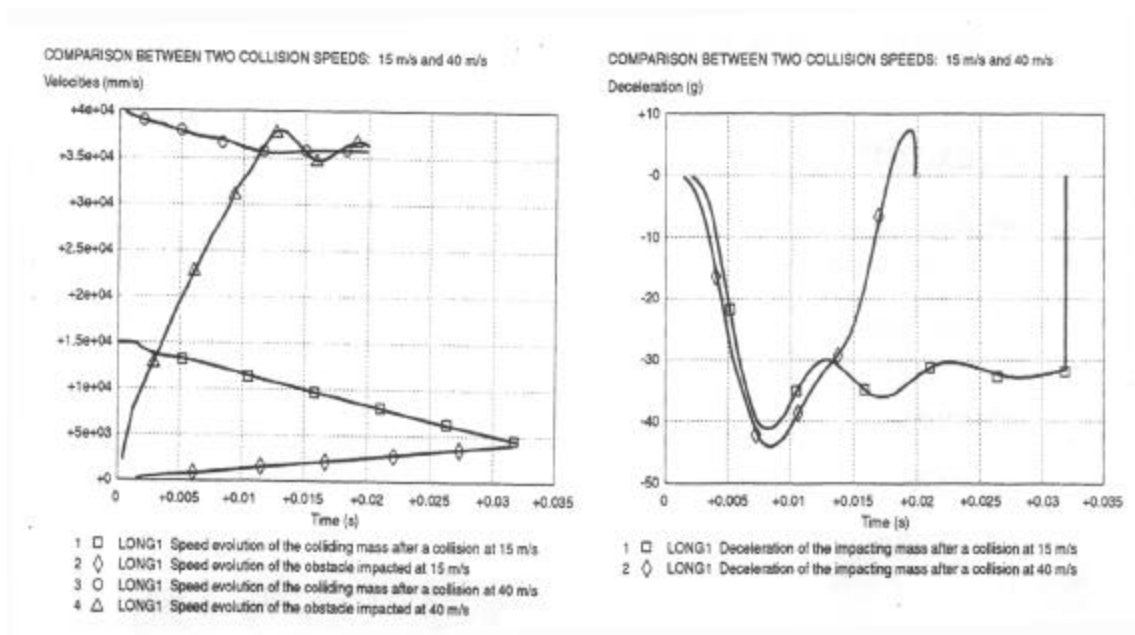 COMPARISON BETWEEN TWO COLLISION SPEEDS: 15 m/s and 40 m/s
Velocities (mm/s)
+4e+04
+3.5e+04
+3e+04
+2.5e+04
+2e+04
+1.5e+04
+1e+04
+5e+03
+0
0 +0.005 +0.01 +0.015 +0.02 +0.025 +0.03 +0.035
Time (s)
1 LONG1 Speed evolution of the colliding mass after a collision at 15 m/s
2 LONG1 Speed evolution of the obstacle impacted at 15 m/s
3 LONG1 Speed evolution of the colliding mass after a collision at 40 m/s
4 LONG1 Speed evolution of the obstacle impacted at 40 m/s
COMPARISON BETWEEN TWO COLLISION SPEEDS: 15 m/s and 40 m/s
Deceleration (g)
+10
-0
-10
-20
-30
-40
-50
0 +0.005 +0.01 +0.015 +0.02 +0.025 +0.03 +0.035
Time (s)
1 LONG1 Deceleration of the impacting mass after a collision at 15 m/s
2 LONG1 Deceleration of the impacting mass after a collision at 40 m/s